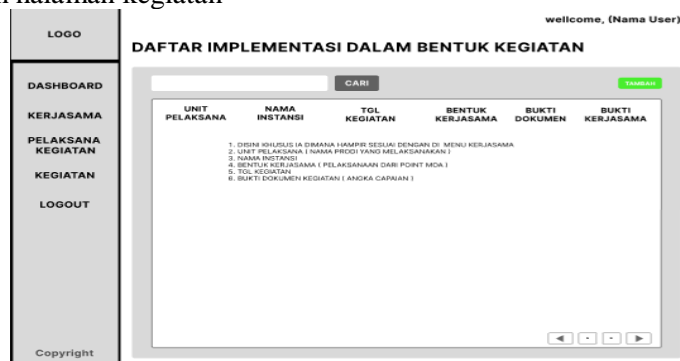 halaman kegiatan
LOGO
wellcome, (Nama User)
DAFTAR IMPLEMENTASI DALAM BENTUK KEGIATAN
DASHBOARD
KERJASAMA
PELAKSANA
KEGIATAN
KEGIATAN
LOGOUT
Copyright
CARI
TAMBAH
UNIT
PELAKSANA
NAMA
INSTANSI
TGL
KEGIATAN
BENTUK
KERJASAMA
BUKTI
DOKUMEN
BUKTI
KERJASAMA
1. DISINI KHUSUS IA DIMANA HAMPIR SESUAI DENGAN DI MENU KERJASAMA
2. UNIT PELAKSANA ( NAMA PRODI YANG MELAKSANAKAN )
3. NAMA INSTANSI
4. BENTUK KERJASAMA ( PELAKSANAAN DARI POINT MOA )
5. TGL KEGIATAN
6. BUKTI DOKUMEN KEGIATAN ( ANGKA CAPAIAN )